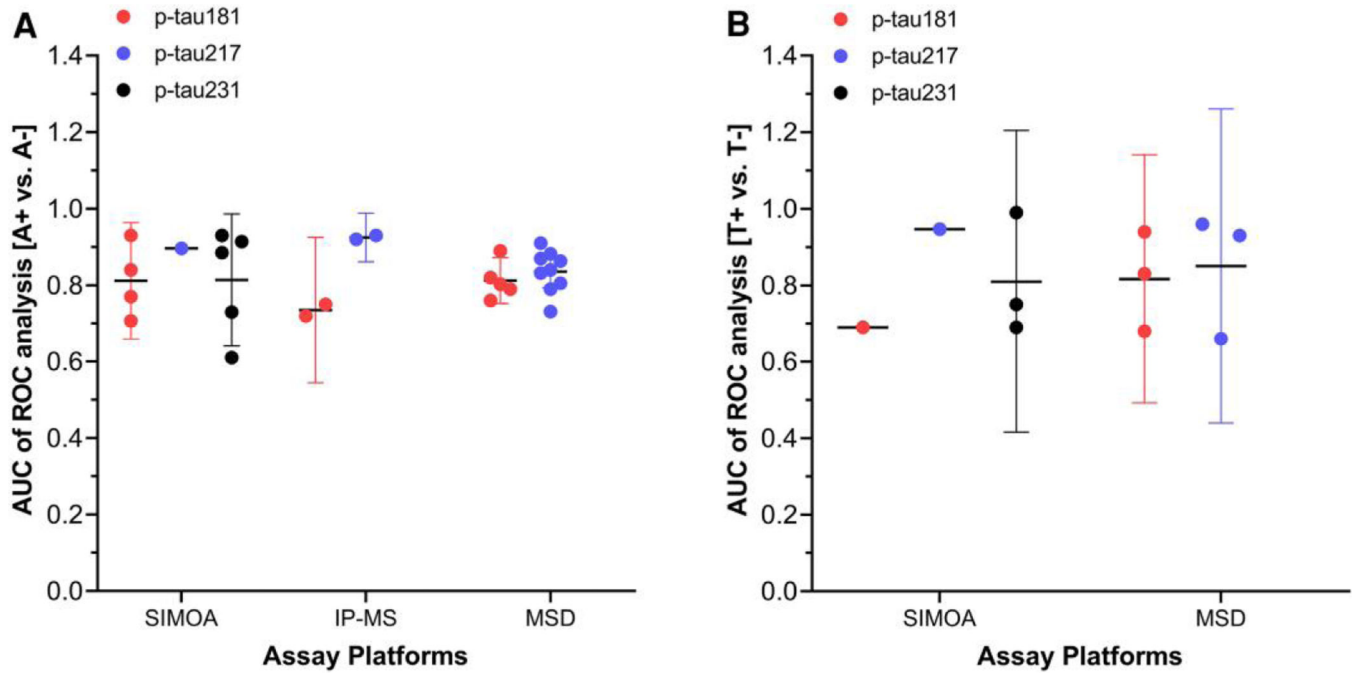 A
p-tau181
p-tau217
p-tau231
AUC of ROC analysis [A+ vs. A-]
1.4
1.2
1.0
0.8
0.6
0.4
0.2
0.0
SIMOA IP-MS MSD
Assay Platforms
B
p-tau181
p-tau217
p-tau231
AUC of ROC analysis [T+ vs. T-]
1.4
1.2
1.0
0.8
0.6
0.4
0.2
0.0
SIMOA MSD
Assay Platforms